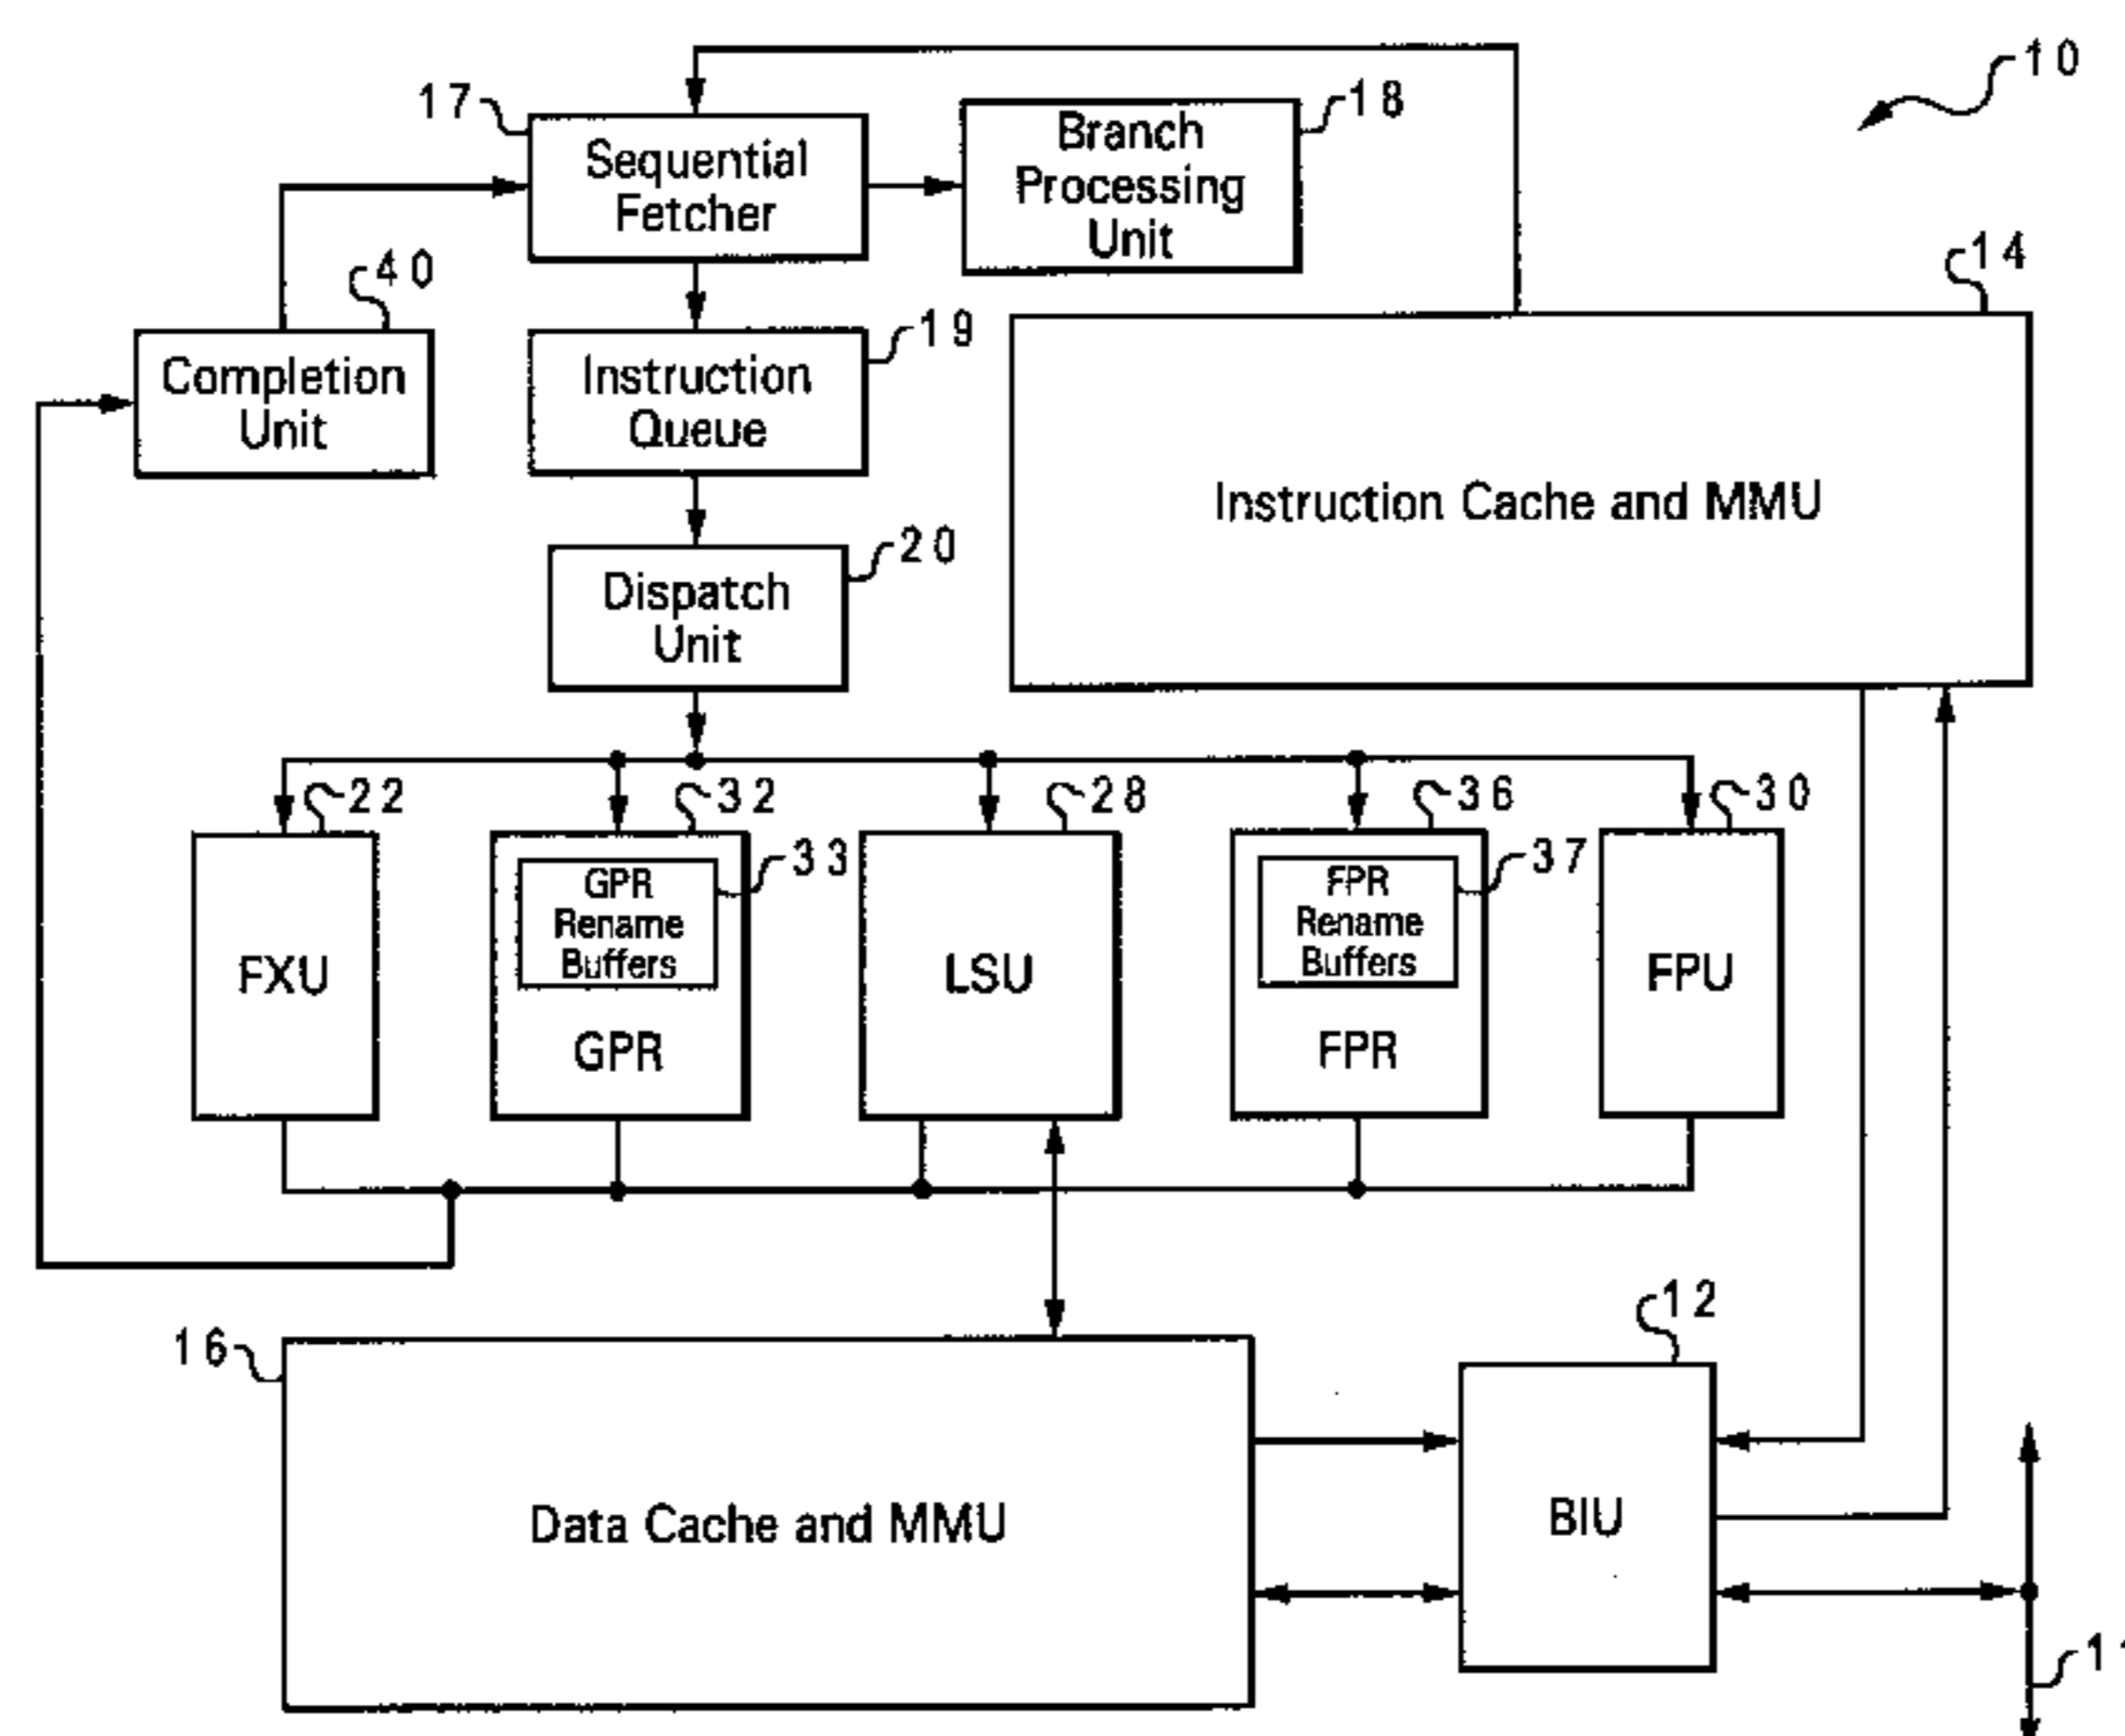 10
17
Sequential
Fetcher
Branch
Processing
Unit
18
40
Completion
Unit
Instruction
Queue
19
14
Instruction Cache and MMU
Dispatch
Unit
20
22
FXU
32
GPR
Rename
Buffers
33
GPR
28
LSU
36
FPR
Rename
Buffers
37
FPR
30
FPU
16
Data Cache and MMU
12
BIU
11